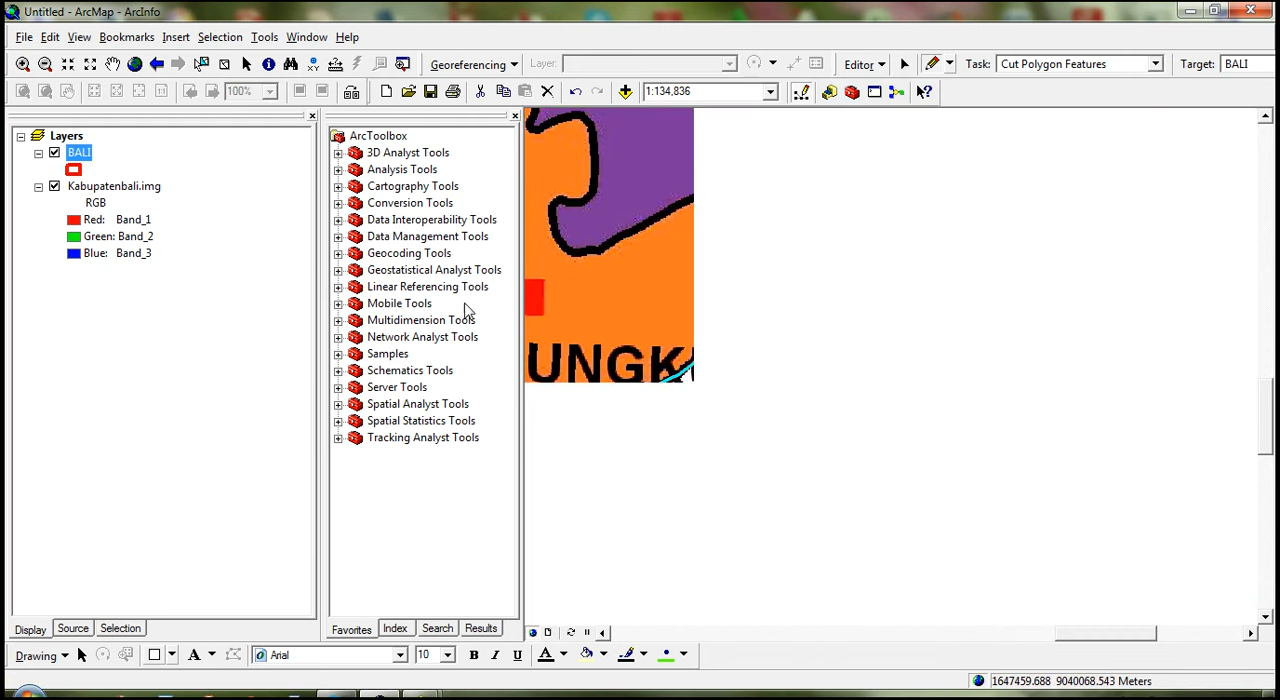 Untitled - ArcMap - ArcInfo
File Edit View Bookmarks Insert Selection Tools Window Help
Georeferencing Layer: Editor Task: Cut Polygon Features Target: BALI
100% 1:134,836
Layers
BALI
Kabupatenbali.img
RGB
Red: Band_1
Green: Band_2
Blue: Band_3
ArcToolbox
3D Analyst Tools
Analysis Tools
Cartography Tools
Conversion Tools
Data Interoperability Tools
Data Management Tools
Geocoding Tools
Geostatistical Analyst Tools
Linear Referencing Tools
Mobile Tools
Multidimension Tools
Network Analyst Tools
Samples
Schematics Tools
Server Tools
Spatial Analyst Tools
Spatial Statistics Tools
Tracking Analyst Tools
UNGK
Display Source Selection
Favorites Index Search Results
Drawing A Arial 10 B I U A
1647459.688 9040068.543 Meters